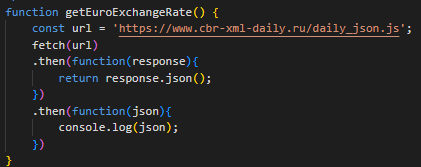 function getEuroExchangeRate() {
    const url = 'https://www.cbr-xml-daily.ru/daily_json.js';
    fetch(url)
    .then(function(response){
        return response.json();
    })
    .then(function(json){
        console.log(json);
    })
}